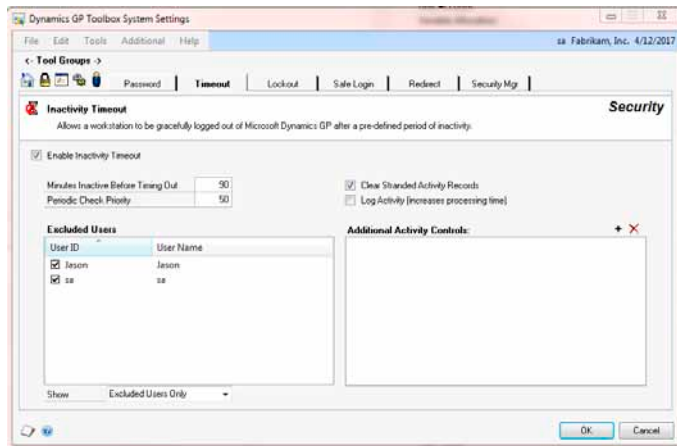 Dynamics GP Toolbox System Settings
File Edit Tools Additional Help
sa Fabrikam, Inc. 4/12/2017
<- Tool Groups ->
Password Timeout Lockout Safe Login Redirect Security Mgr
Inactivity Timeout
Security
Allows a workstation to be gracefully logged out of Microsoft Dynamics GP after a pre-defined period of inactivity.
Enable Inactivity Timeout
Minutes Inactive Before Timing Out 90
Clear Stranded Activity Records
Periodic Check Priority 50
Log Activity (increases processing time)
Excluded Users
Additional Activity Controls:
User ID User Name
Jason Jason
sa sa
Show Excluded Users Only
OK Cancel